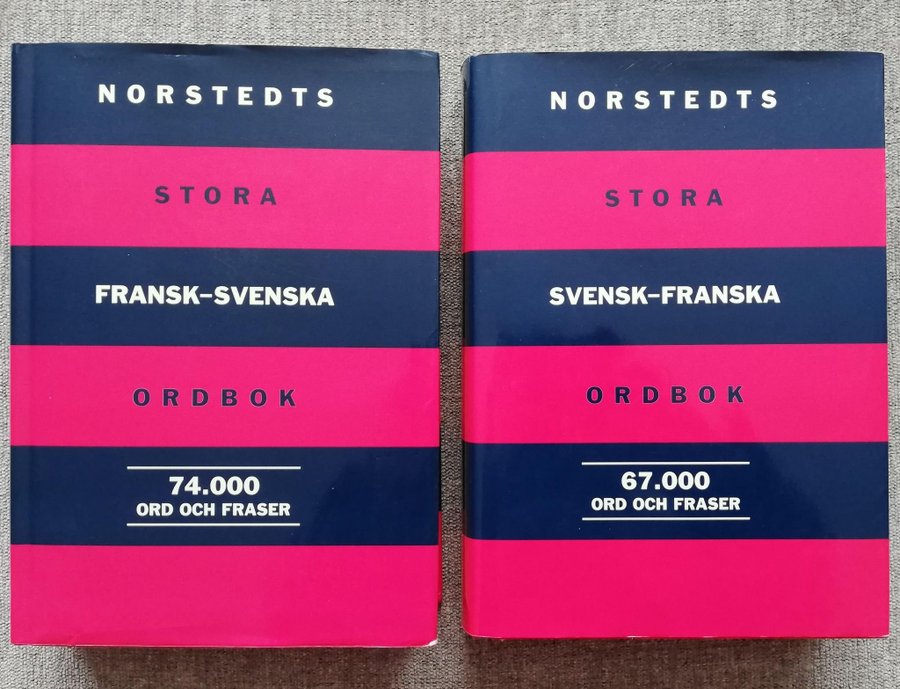 NORSTEDTS
STORA
FRANSK–SVENSKA
ORDBOK
74.000
ORD OCH FRASER
NORSTEDTS
STORA
SVENSK–FRANSKA
ORDBOK
67.000
ORD OCH FRASER